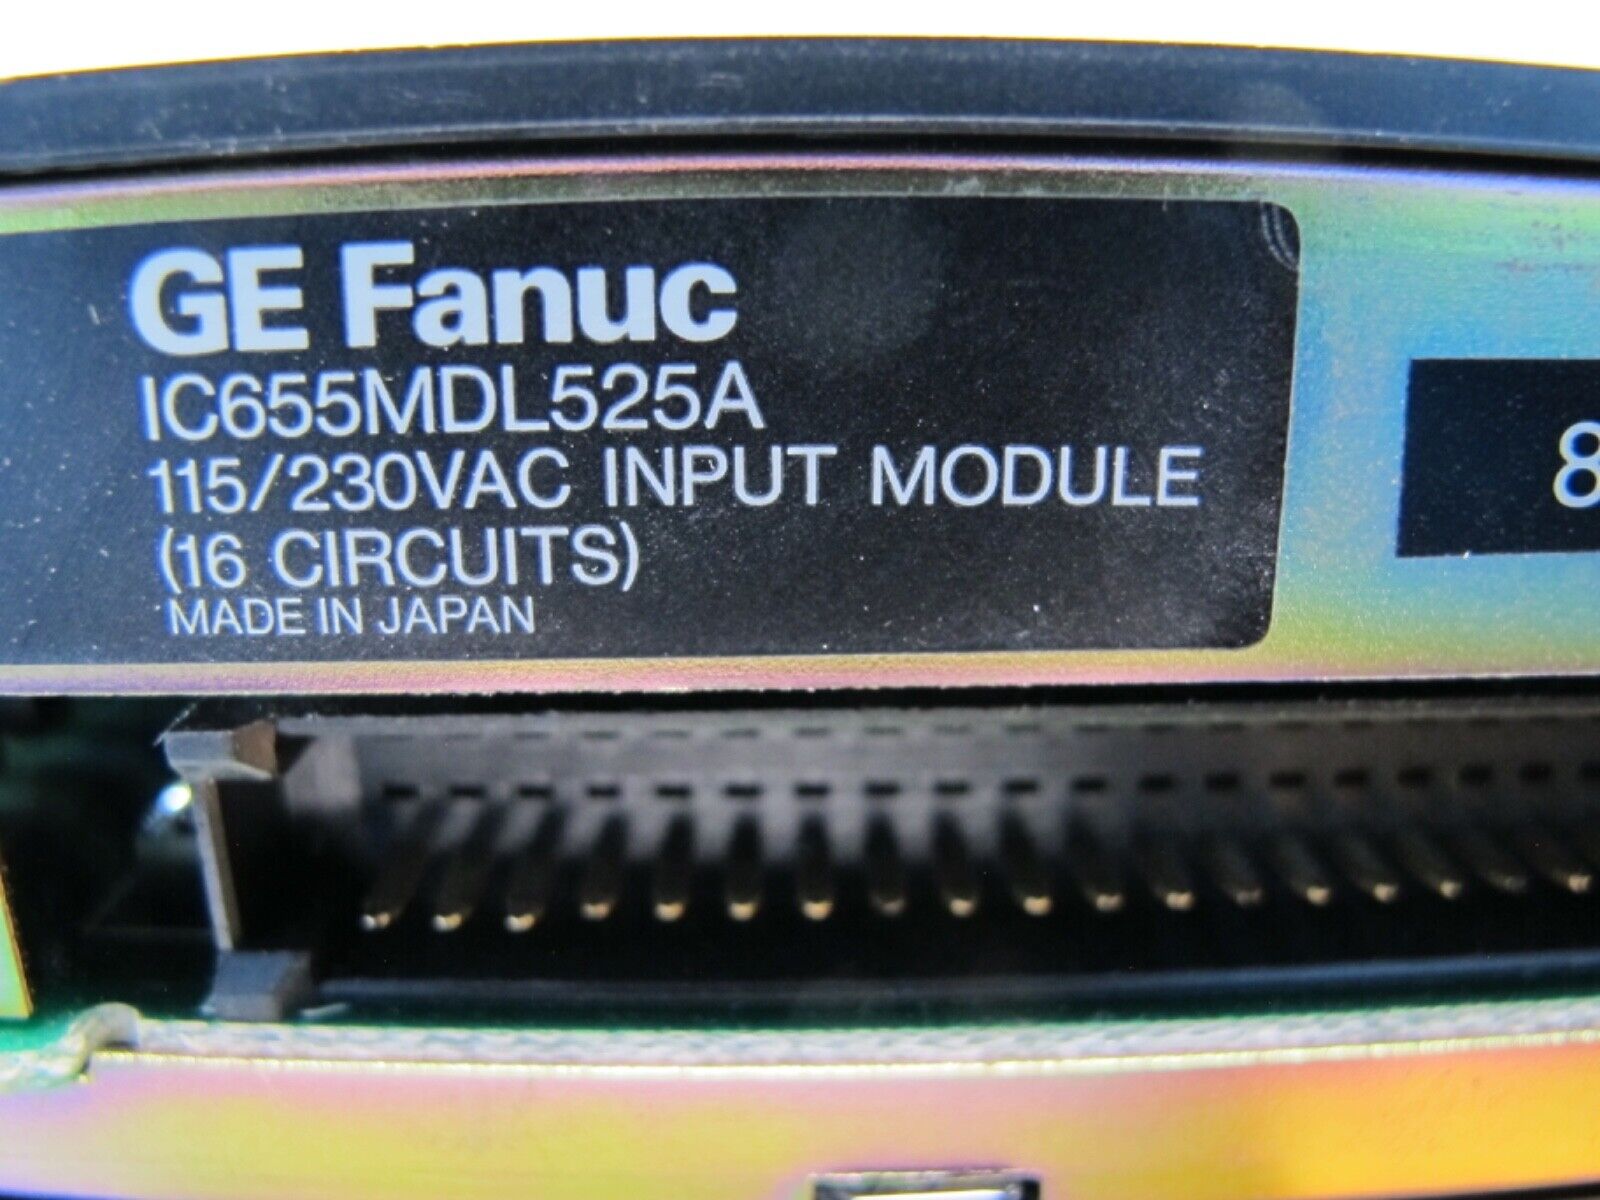 GE Fanuc
IC655MDL525A
115/230VAC INPUT MODULE
(16 CIRCUITS)
MADE IN JAPAN
8